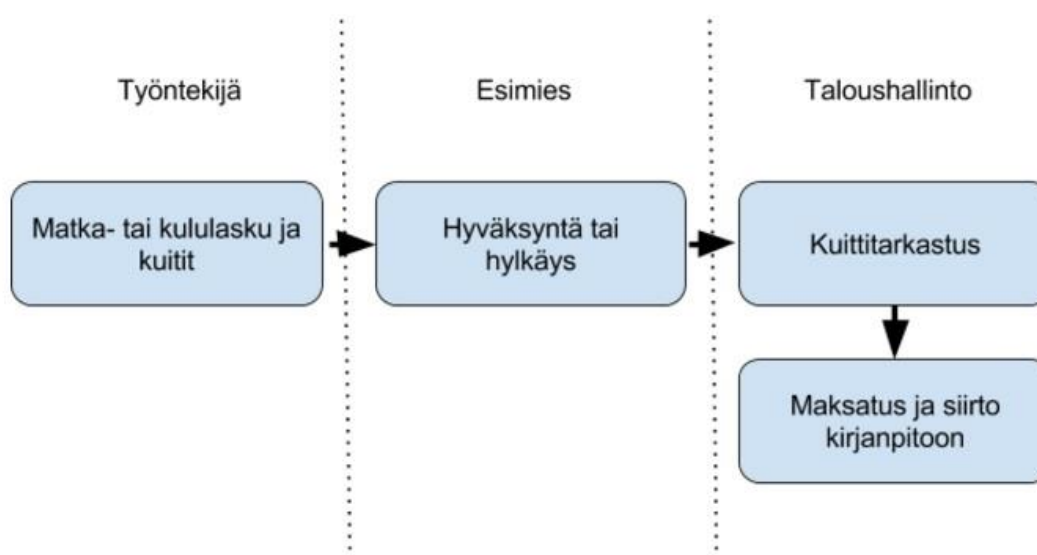 Työntekijä
Esimies
Taloushallinto
Matka- tai kululasku ja
kuitit
Hyväksyntä tai
hylkäys
Kuittitarkastus
Maksatus ja siirto
kirjanpitoon